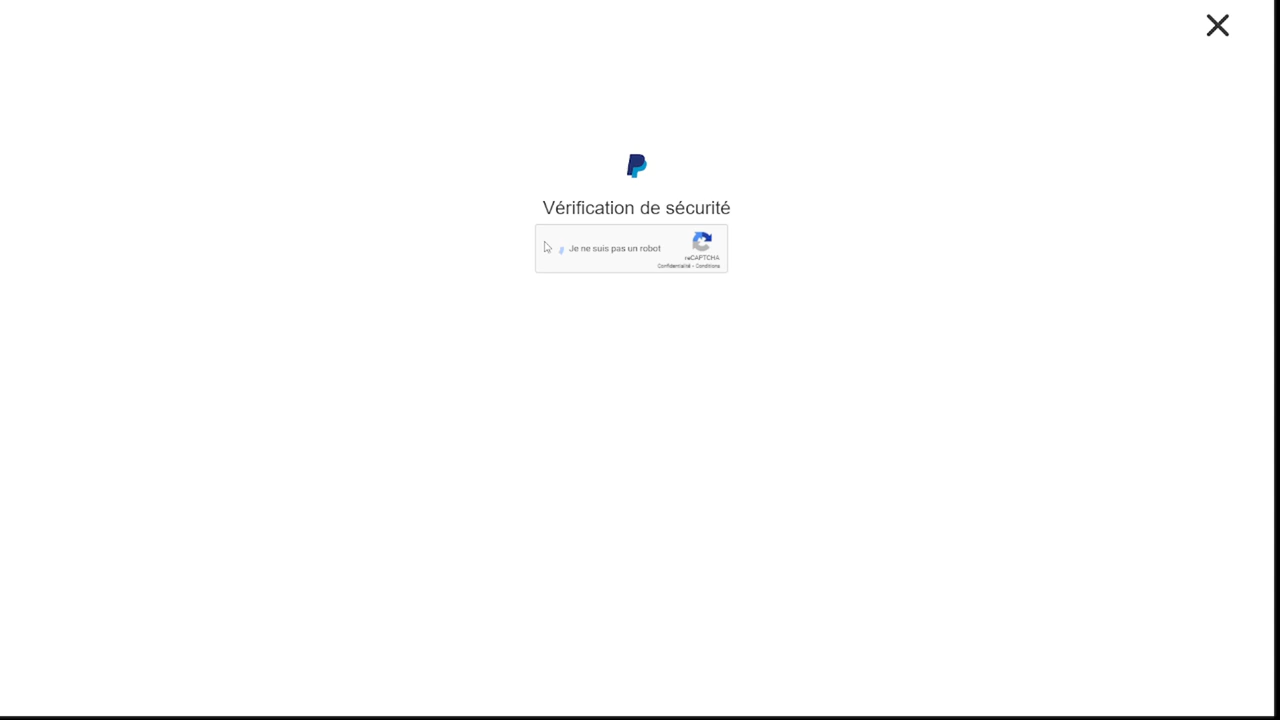 Vérification de sécurité
Je ne suis pas un robot
reCAPTCHA
Confidentialité - Conditions